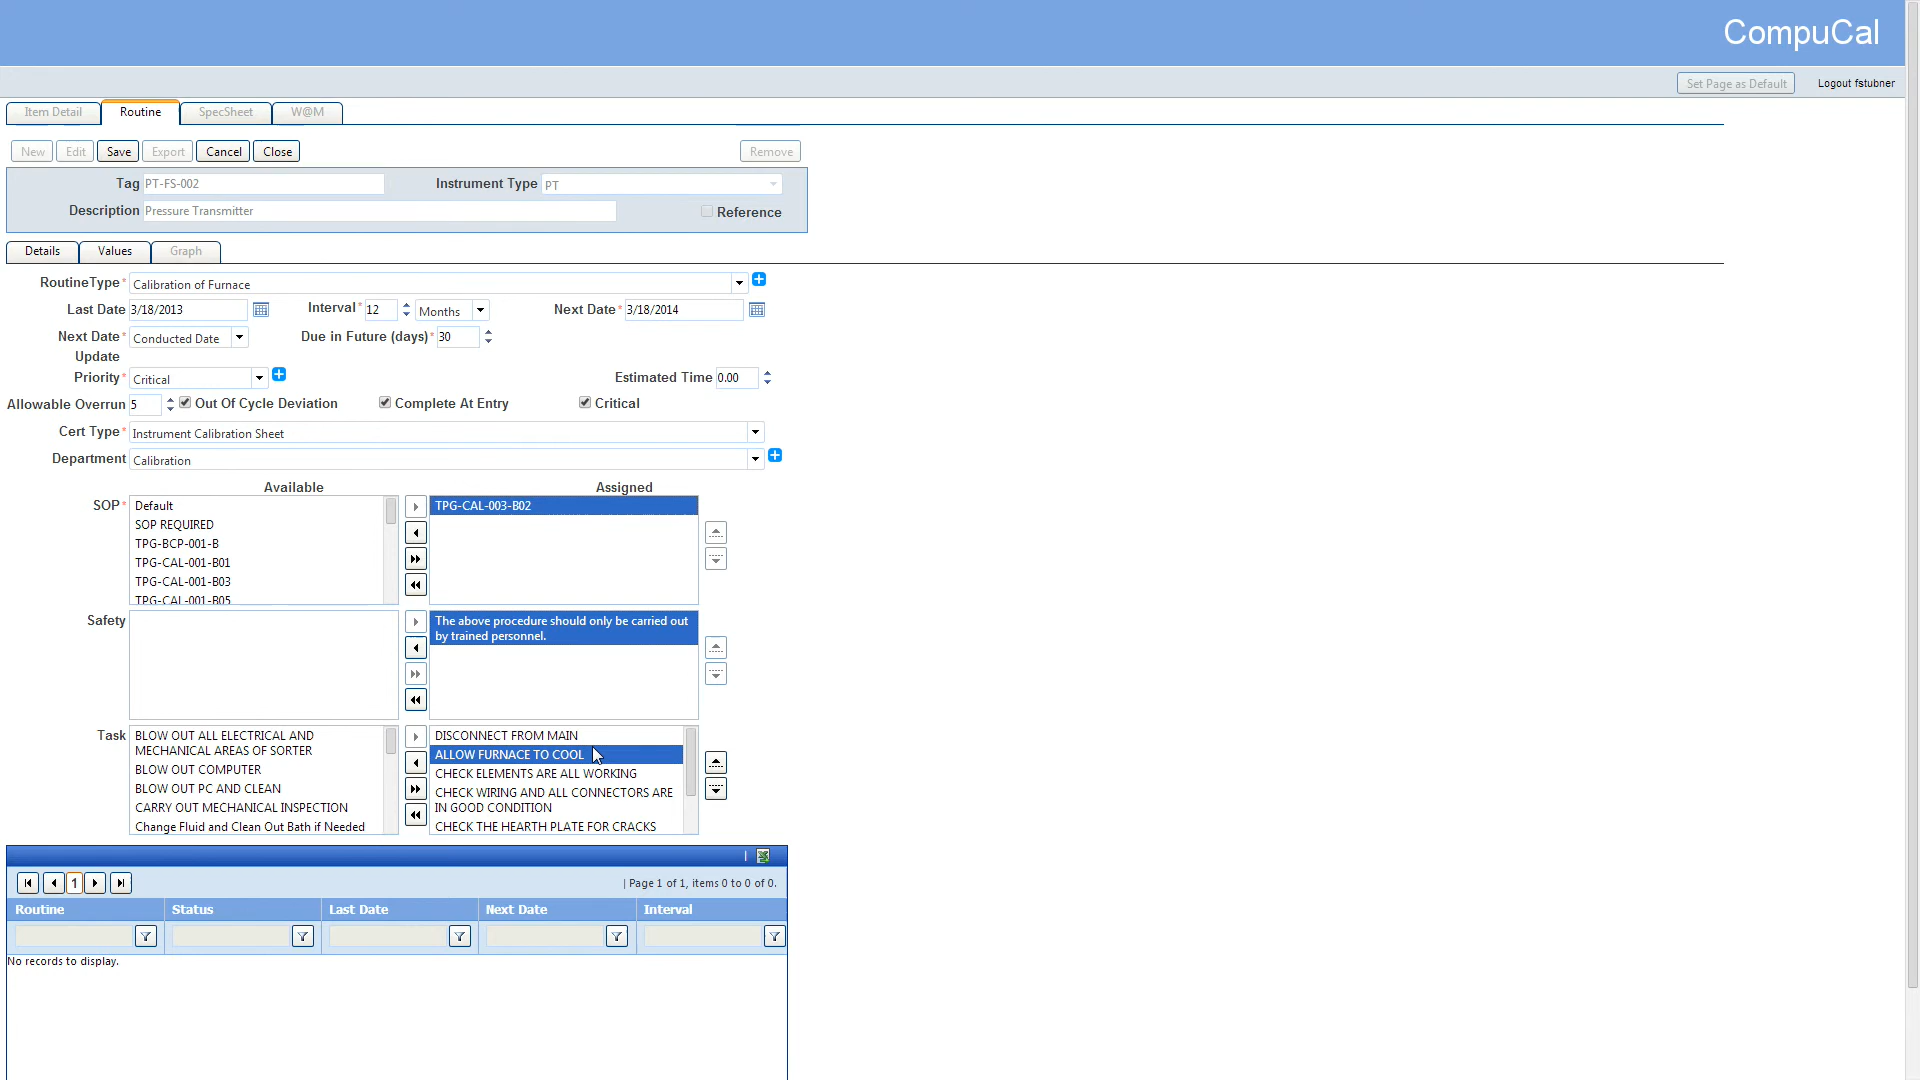 CompuCal
Set Page as Default
Logout fstubner
Item Detail
Routine
SpecSheet
W@M
New
Edit
Save
Export
Cancel
Close
Remove
Tag PT-FS-002
Instrument Type PT
Description Pressure Transmitter
Reference
Details
Values
Graph
RoutineType* Calibration of Furnace
Last Date 3/18/2013
Interval* 12 Months
Next Date* 3/18/2014
Next Date* Conducted Date
Update
Due in Future (days)* 30
Priority* Critical
Estimated Time 0.00
Allowable Overrun 5
Out Of Cycle Deviation
Complete At Entry
Critical
Cert Type* Instrument Calibration Sheet
Department Calibration
Available
Assigned
SOP*
Default
SOP REQUIRED
TPG-BCP-001-B
TPG-CAL-001-B01
TPG-CAL-001-B03
TPG-CAL-001-B05
TPG-CAL-003-B02
Safety
The above procedure should only be carried out
by trained personnel.
Task
BLOW OUT ALL ELECTRICAL AND
MECHANICAL AREAS OF SORTER
BLOW OUT COMPUTER
BLOW OUT PC AND CLEAN
CARRY OUT MECHANICAL INSPECTION
Change Fluid and Clean Out Bath if Needed
DISCONNECT FROM MAIN
ALLOW FURNACE TO COOL
CHECK ELEMENTS ARE ALL WORKING
CHECK WIRING AND ALL CONNECTORS ARE
IN GOOD CONDITION
CHECK THE HEARTH PLATE FOR CRACKS
|
1
| Page 1 of 1, items 0 to 0 of 0.
Routine
Status
Last Date
Next Date
Interval
No records to display.